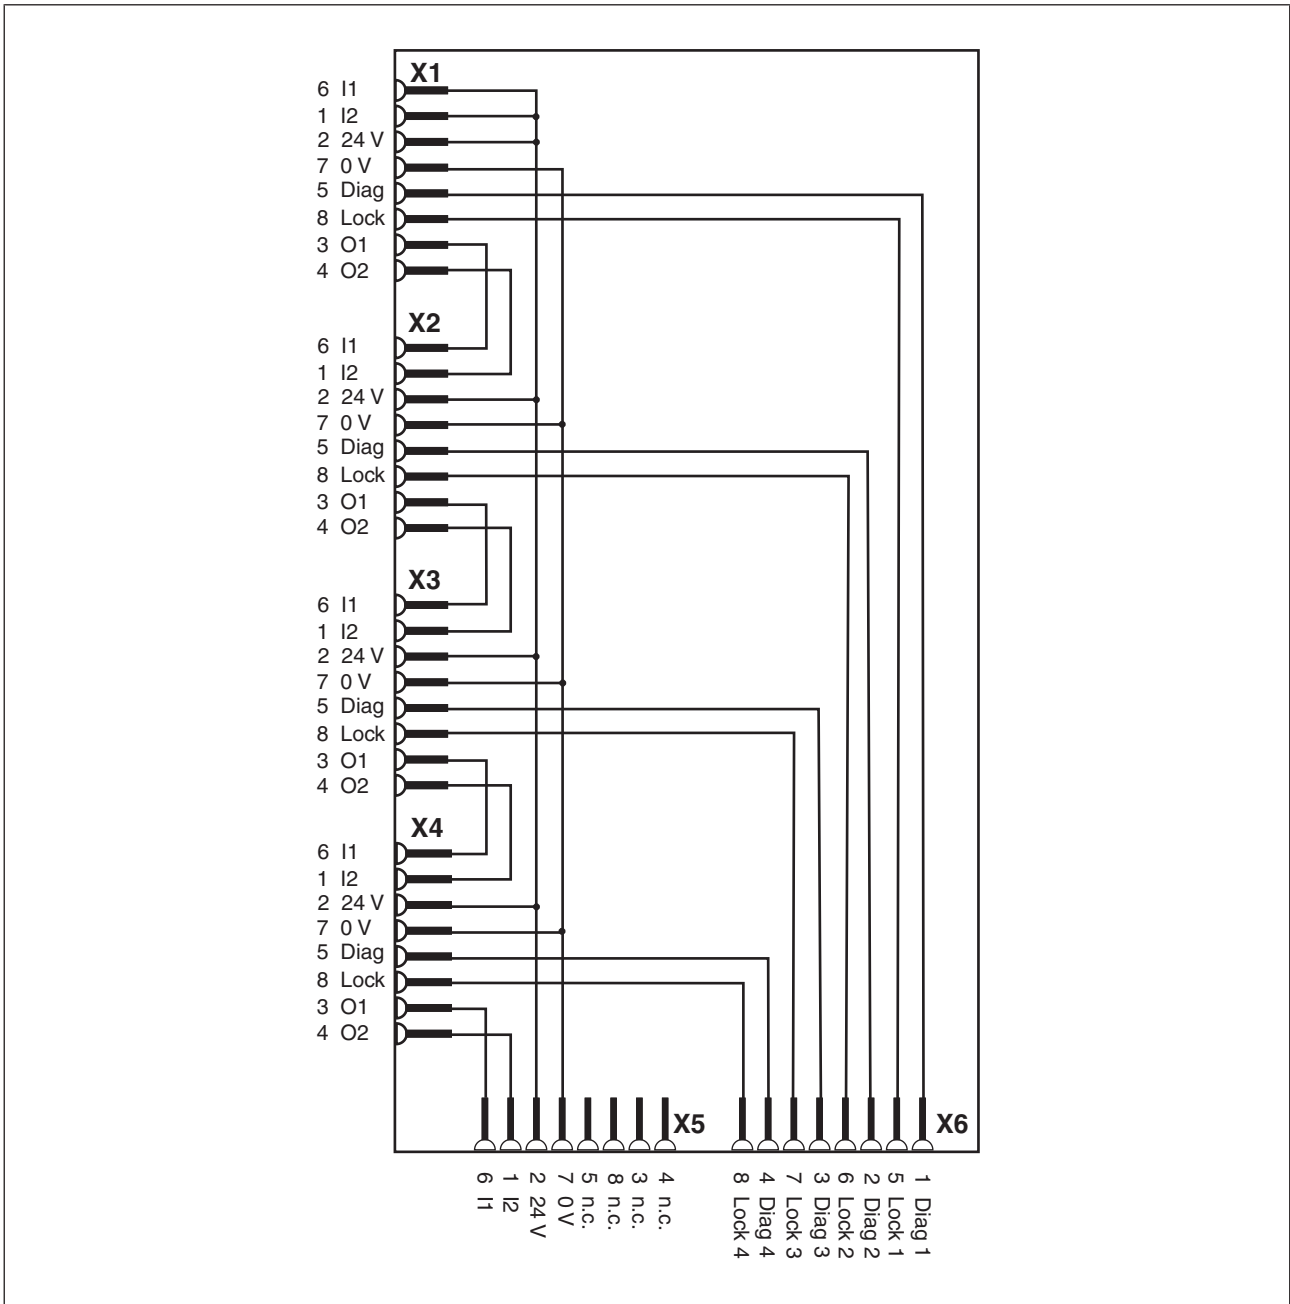 X1
6 I1
1 I2
2 24 V
7 0 V
5 Diag
8 Lock
3 O1
4 O2
X2
6 I1
1 I2
2 24 V
7 0 V
5 Diag
8 Lock
3 O1
4 O2
X3
6 I1
1 I2
2 24 V
7 0 V
5 Diag
8 Lock
3 O1
4 O2
X4
6 I1
1 I2
2 24 V
7 0 V
5 Diag
8 Lock
3 O1
4 O2
X5
6 I1
1 I2
2 24 V
7 0 V
5 n.c.
8 n.c.
3 n.c.
4 n.c.
X6
8 Lock 4
4 Diag 4
7 Lock 3
3 Diag 3
6 Lock 2
2 Diag 2
5 Lock 1
1 Diag 1